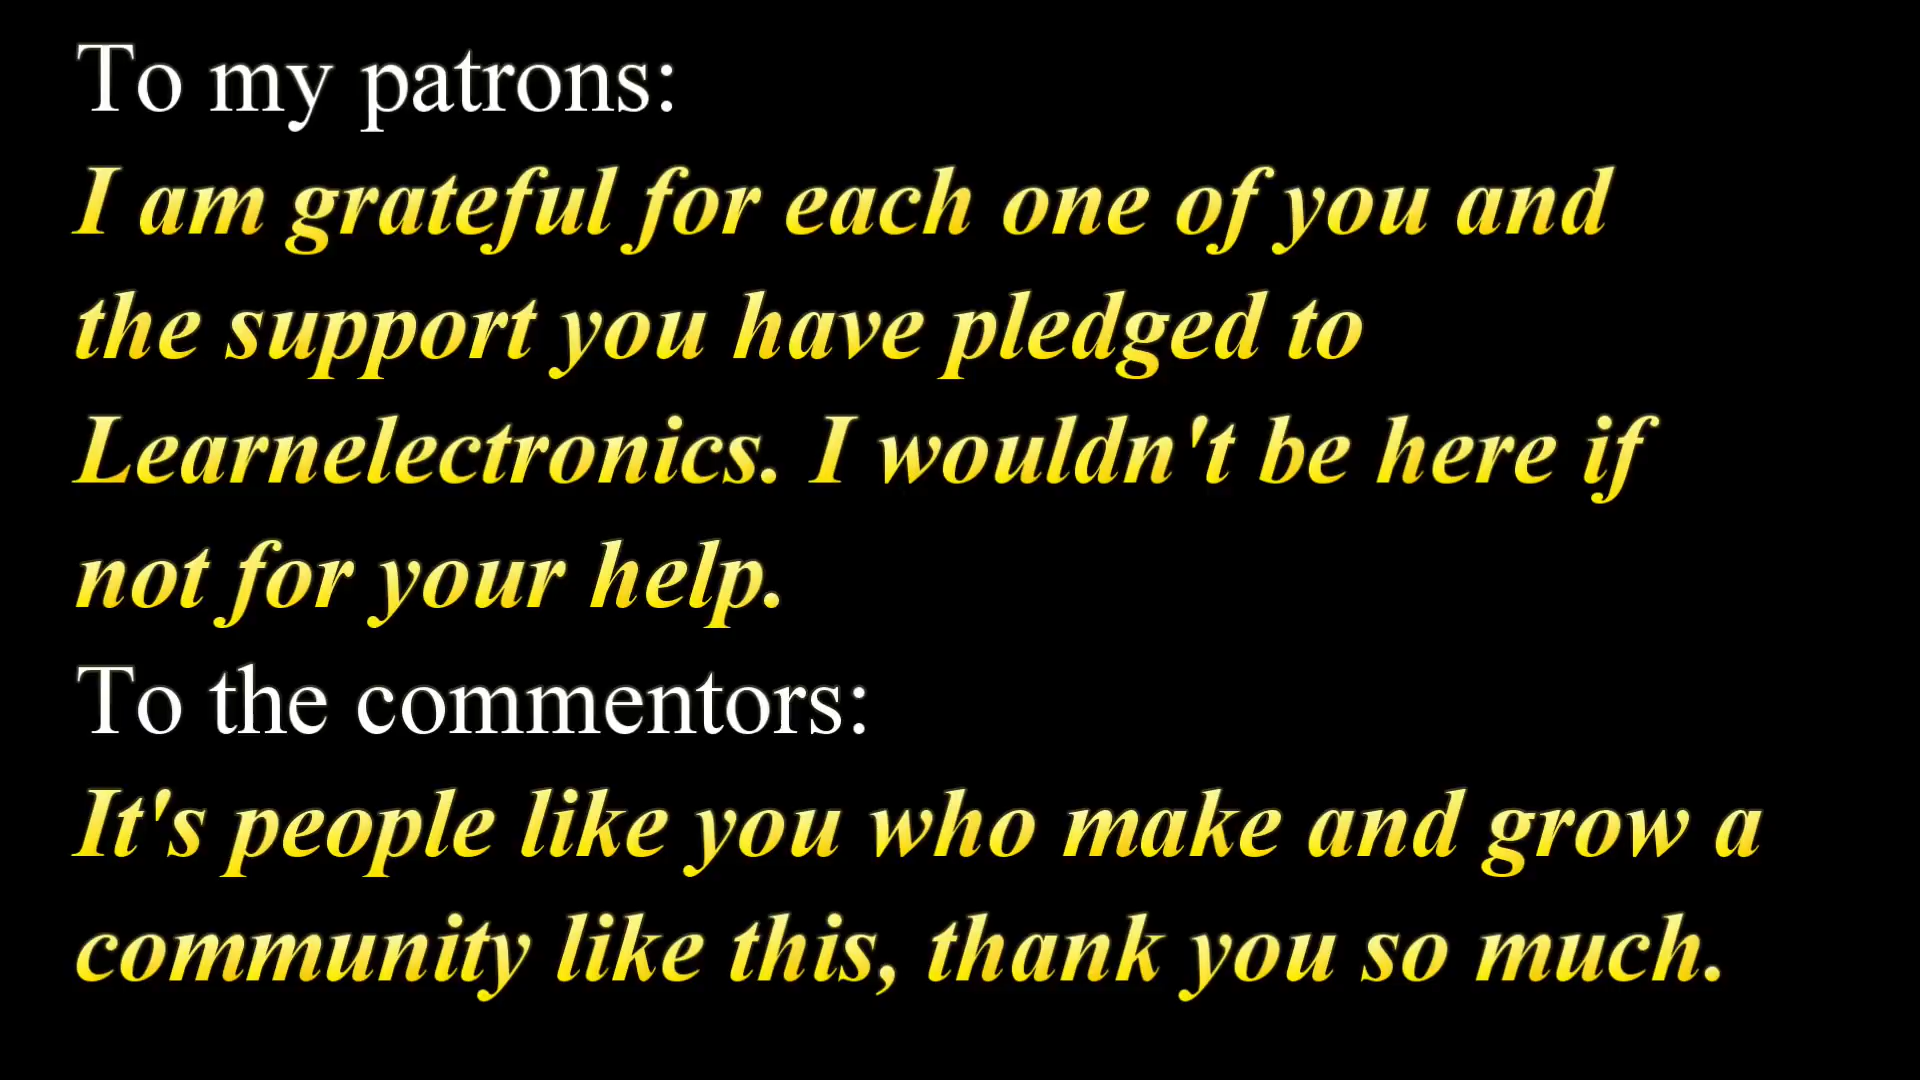 To my patrons:
I am grateful for each one of you and
the support you have pledged to
Learnelectronics. I wouldn't be here if
not for your help.
To the commentors:
It's people like you who make and grow a
community like this, thank you so much.